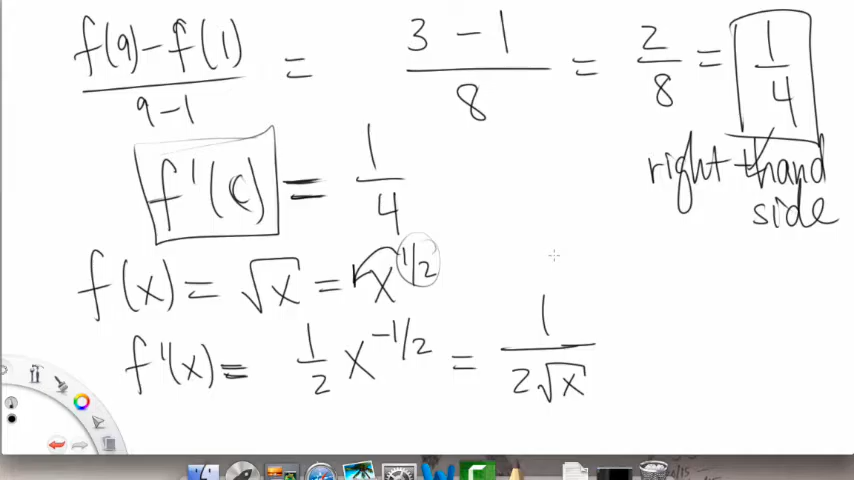 f(9)-f(1) / 9-1 = 3-1 / 8 = 2/8 = 1/4
right hand
side
f'(c) = 1/4
f(x) = √x = x^1/2
f'(x) = 1/2 x^-1/2 = 1 / 2√x